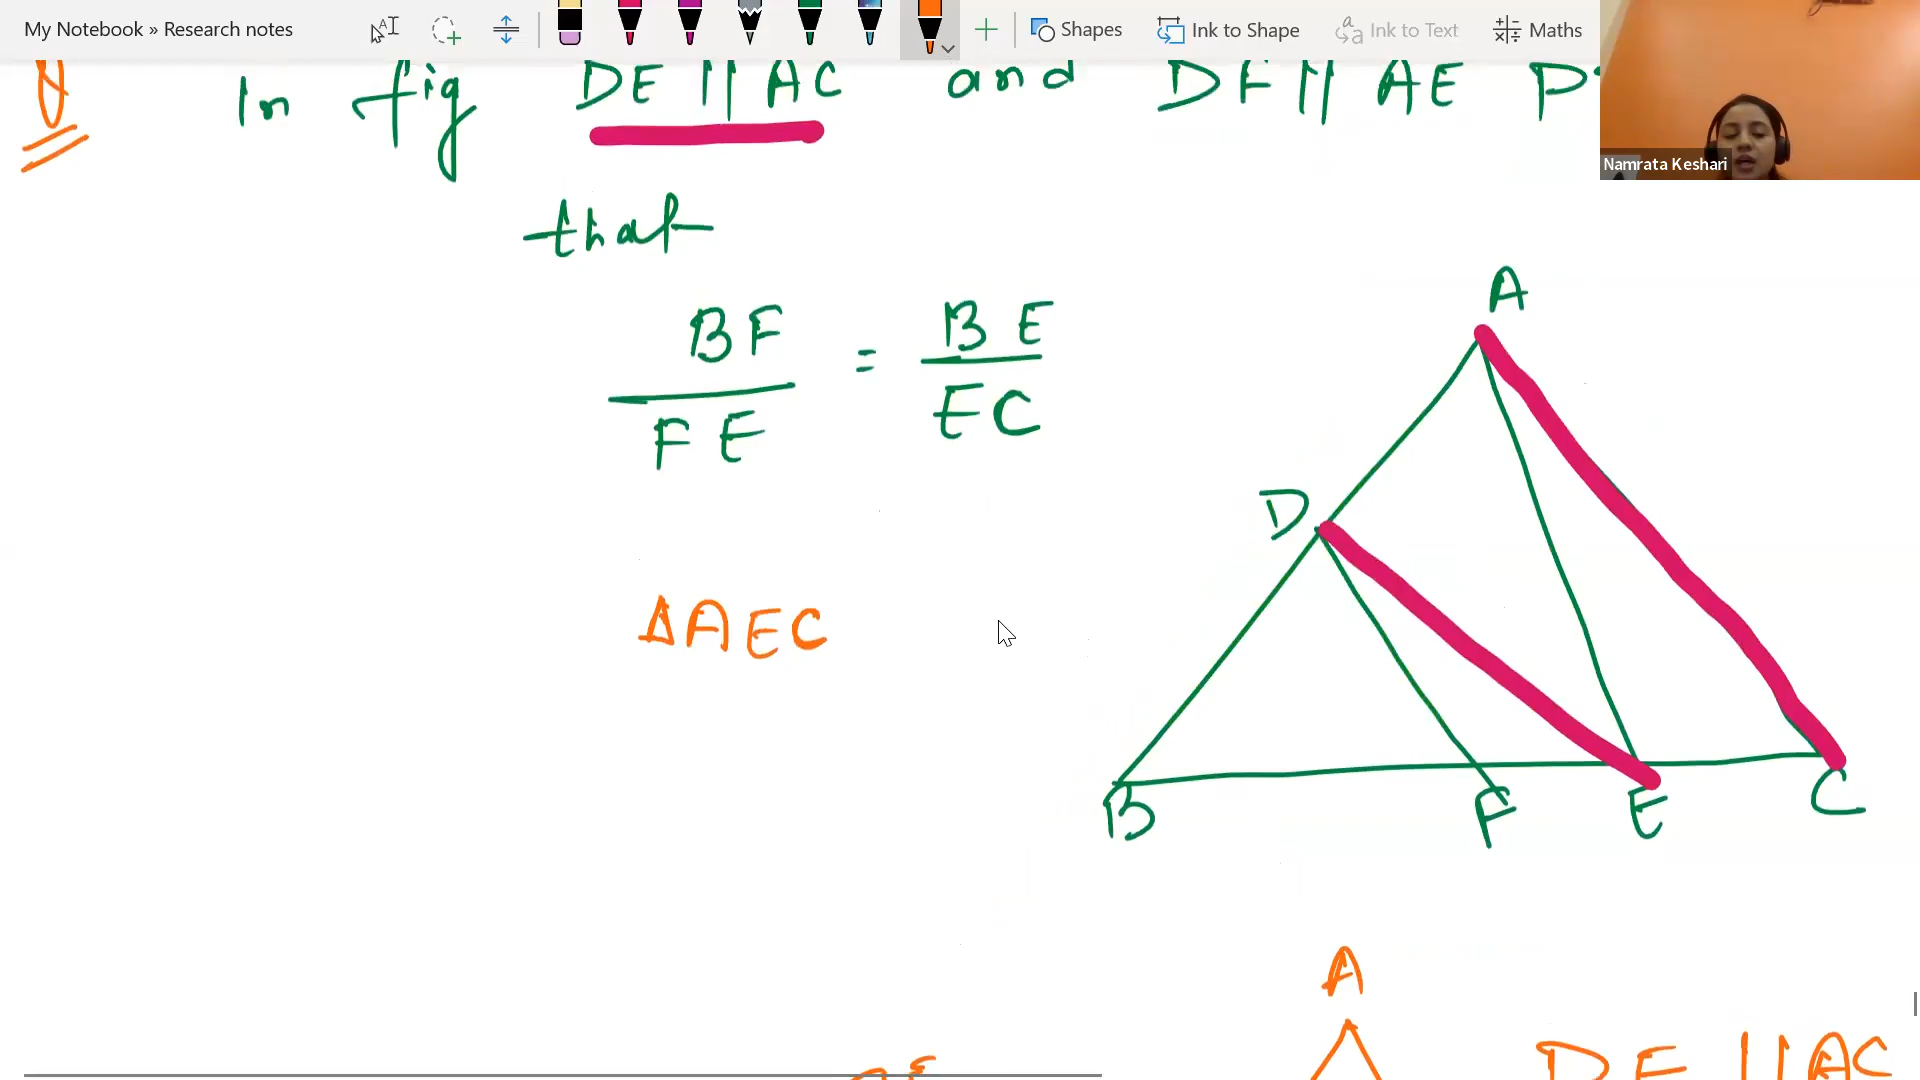 My Notebook » Research notes
Shapes
Ink to Shape
Ink to Text
Maths
Namrata Keshari
Q In fig DE || AC and DF || AE
that
BF = BE
FE EC
A
D
B F E C
Δ AEC
A
DE || AC